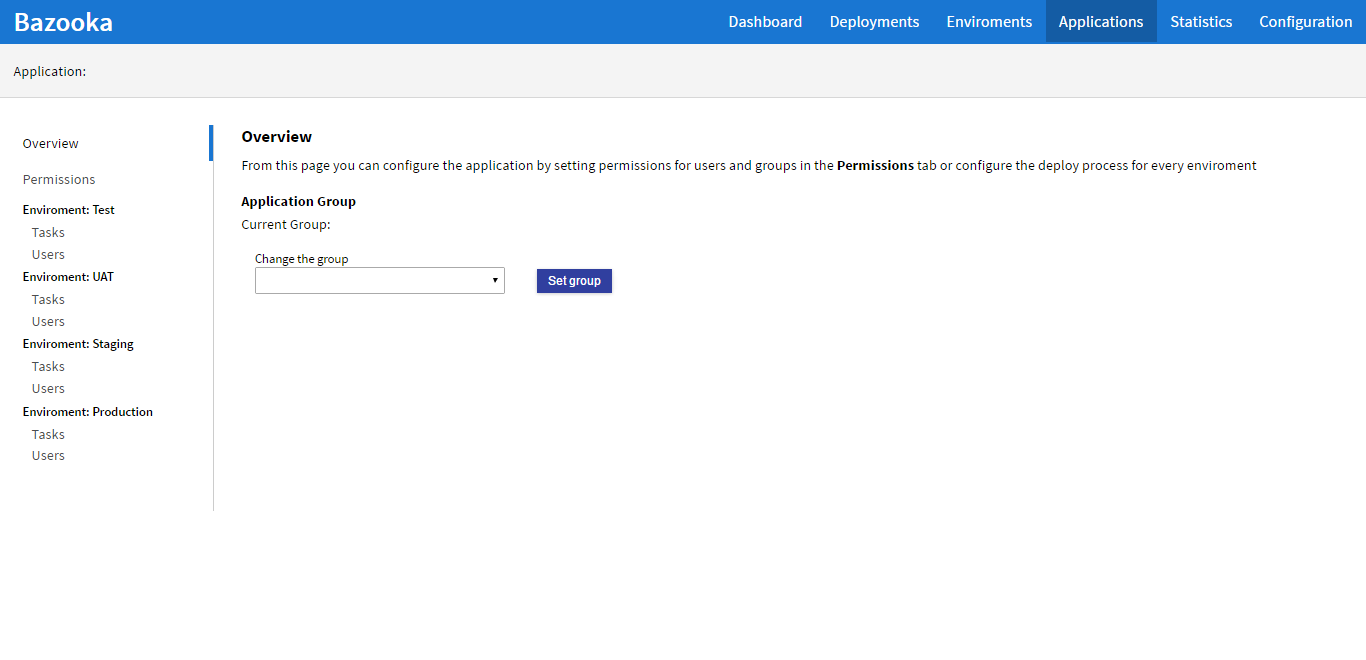 Bazooka
Dashboard Deployments Enviroments Applications Statistics Configuration
Application:
Overview
Permissions
Enviroment: Test
Tasks
Users
Enviroment: UAT
Tasks
Users
Enviroment: Staging
Tasks
Users
Enviroment: Production
Tasks
Users
Overview
From this page you can configure the application by setting permissions for users and groups in the Permissions tab or configure the deploy process for every enviroment
Application Group
Current Group:
Change the group
Set group